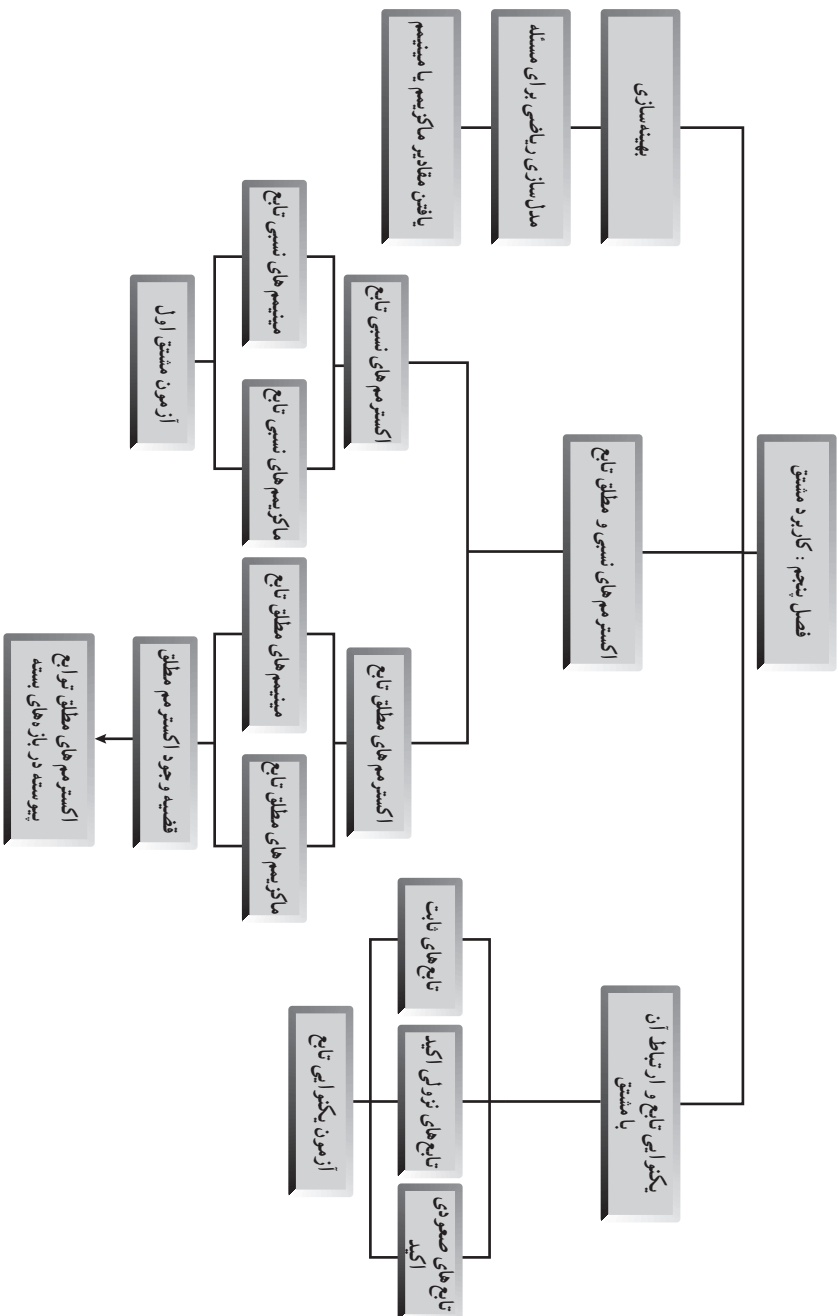 فصل پنجم : کاربرد مشتق
یکنوایی تابع و ارتباط آن
با مشتق
تابع‌های صعودی
اکید
تابع‌های نزولی اکید
تابع‌های ثابت
آزمون یکنوایی تابع
اکسترمم‌های نسبی و مطلق تابع
اکسترمم‌های مطلق تابع
ماکزیمم‌های مطلق تابع
مینیمم‌های مطلق تابع
قضیه وجود اکسترمم مطلق
اکسترمم‌های مطلق توابع
پیوسته در بازه‌های بسته
اکسترمم‌های نسبی تابع
ماکزیمم‌های نسبی تابع
مینیمم‌های نسبی تابع
آزمون مشتق اول
بهینه‌سازی
مدل‌سازی ریاضی برای مسئله
یافتن مقادیر ماکزیمم یا مینیمم